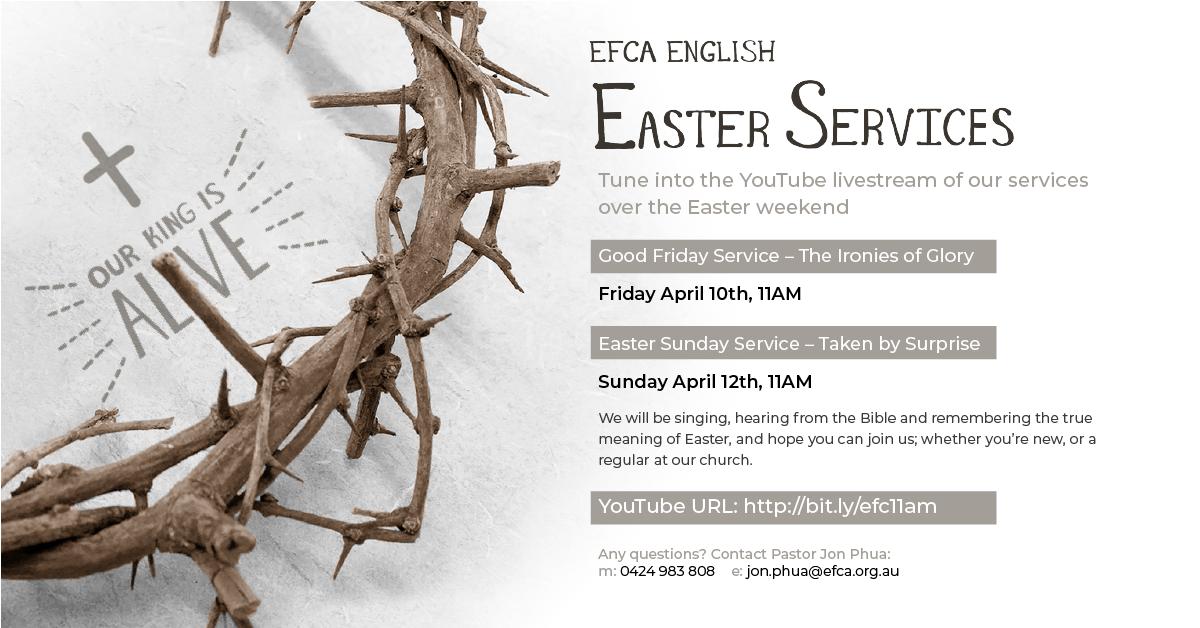 OUR KING IS
ALIVE
EFCA ENGLISH
EASTER SERVICES
Tune into the YouTube livestream of our services
over the Easter weekend
Good Friday Service – The Ironies of Glory
Friday April 10th, 11AM
Easter Sunday Service – Taken by Surprise
Sunday April 12th, 11AM
We will be singing, hearing from the Bible and remembering the true
meaning of Easter, and hope you can join us; whether you're new, or a
regular at our church.
YouTube URL: http://bit.ly/efc11am
Any questions? Contact Pastor Jon Phua:
m: 0424 983 808 e: jon.phua@efca.org.au